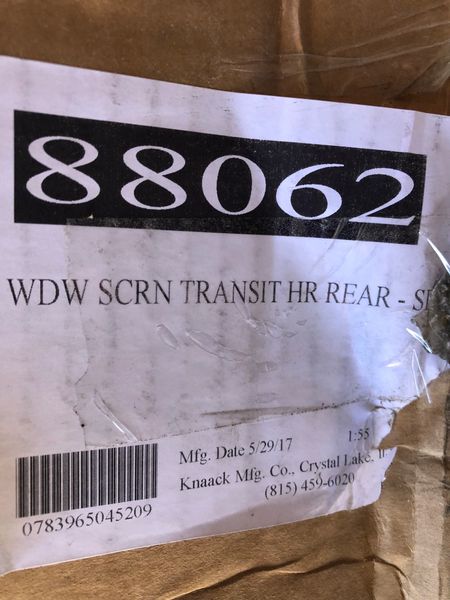 88062
WDW SCRN TRANSIT HR REAR -
Mfg. Date 5/29/17 1:55
Knaack Mfg. Co., Crystal Lake,
(815) 459-6020
0783965045209